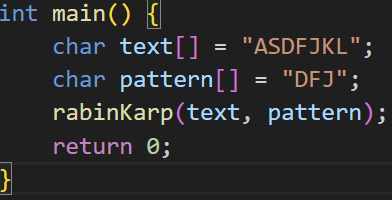 int main() {
    char text[] = "ASDFJKL";
    char pattern[] = "DFJ";
    rabinKarp(text, pattern);
    return 0;
}